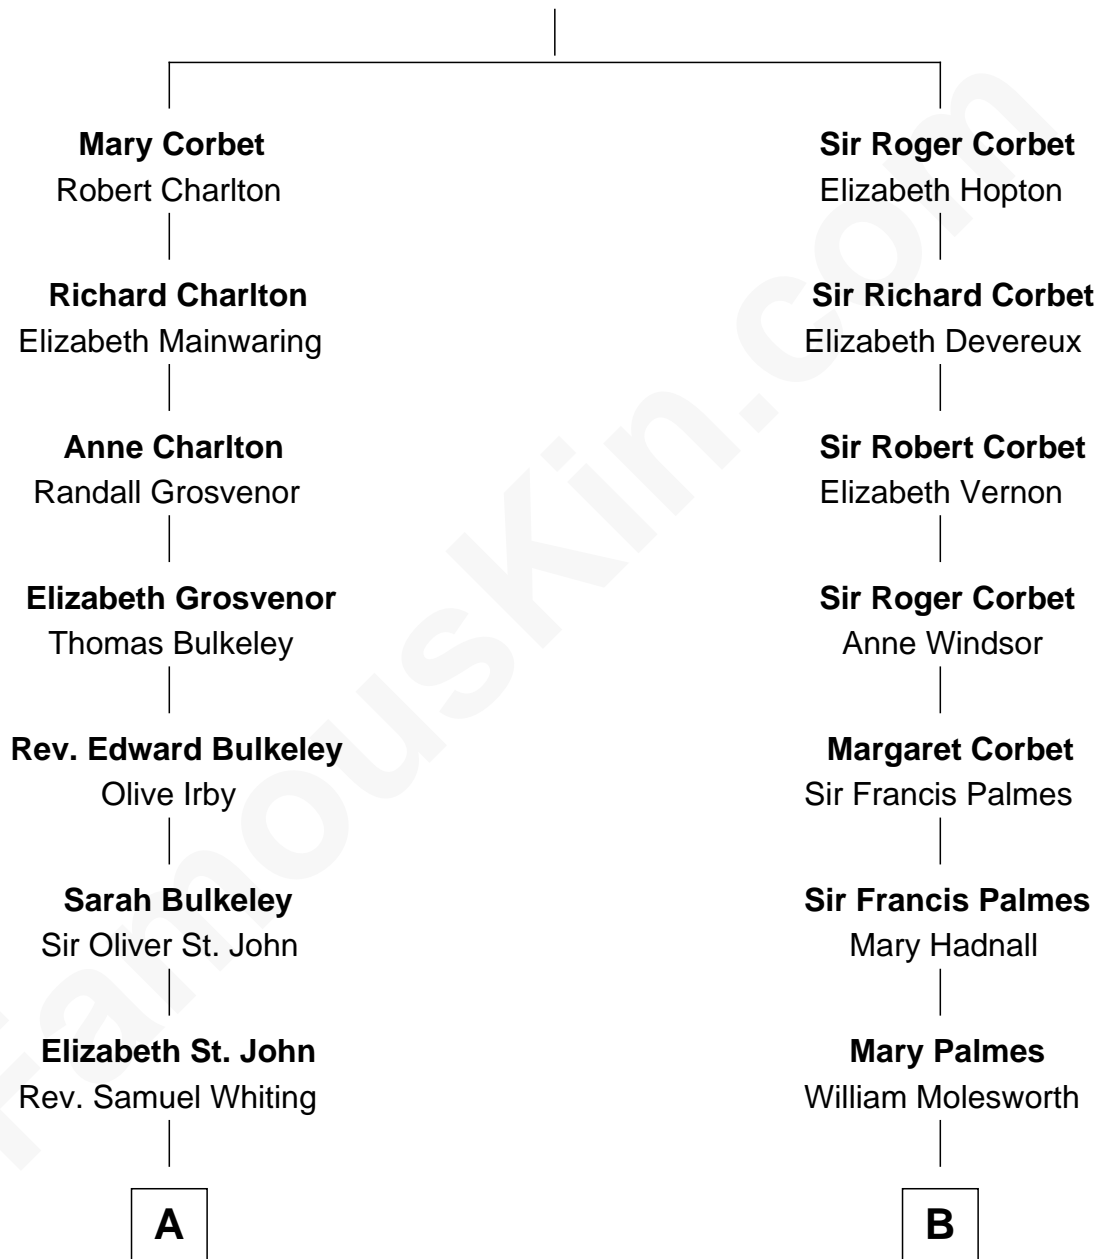 Mary Corbet
Robert Charlton
Richard Charlton
Elizabeth Mainwaring
Anne Charlton
Randall Grosvenor
Elizabeth Grosvenor
Thomas Bulkeley
Rev. Edward Bulkeley
Olive Irby
Sarah Bulkeley
Sir Oliver St. John
Elizabeth St. John
Rev. Samuel Whiting
A
Sir Roger Corbet
Elizabeth Hopton
Sir Richard Corbet
Elizabeth Devereux
Sir Robert Corbet
Elizabeth Vernon
Sir Roger Corbet
Anne Windsor
Margaret Corbet
Sir Francis Palmes
Sir Francis Palmes
Mary Hadnall
Mary Palmes
William Molesworth
B
FamousKin.com